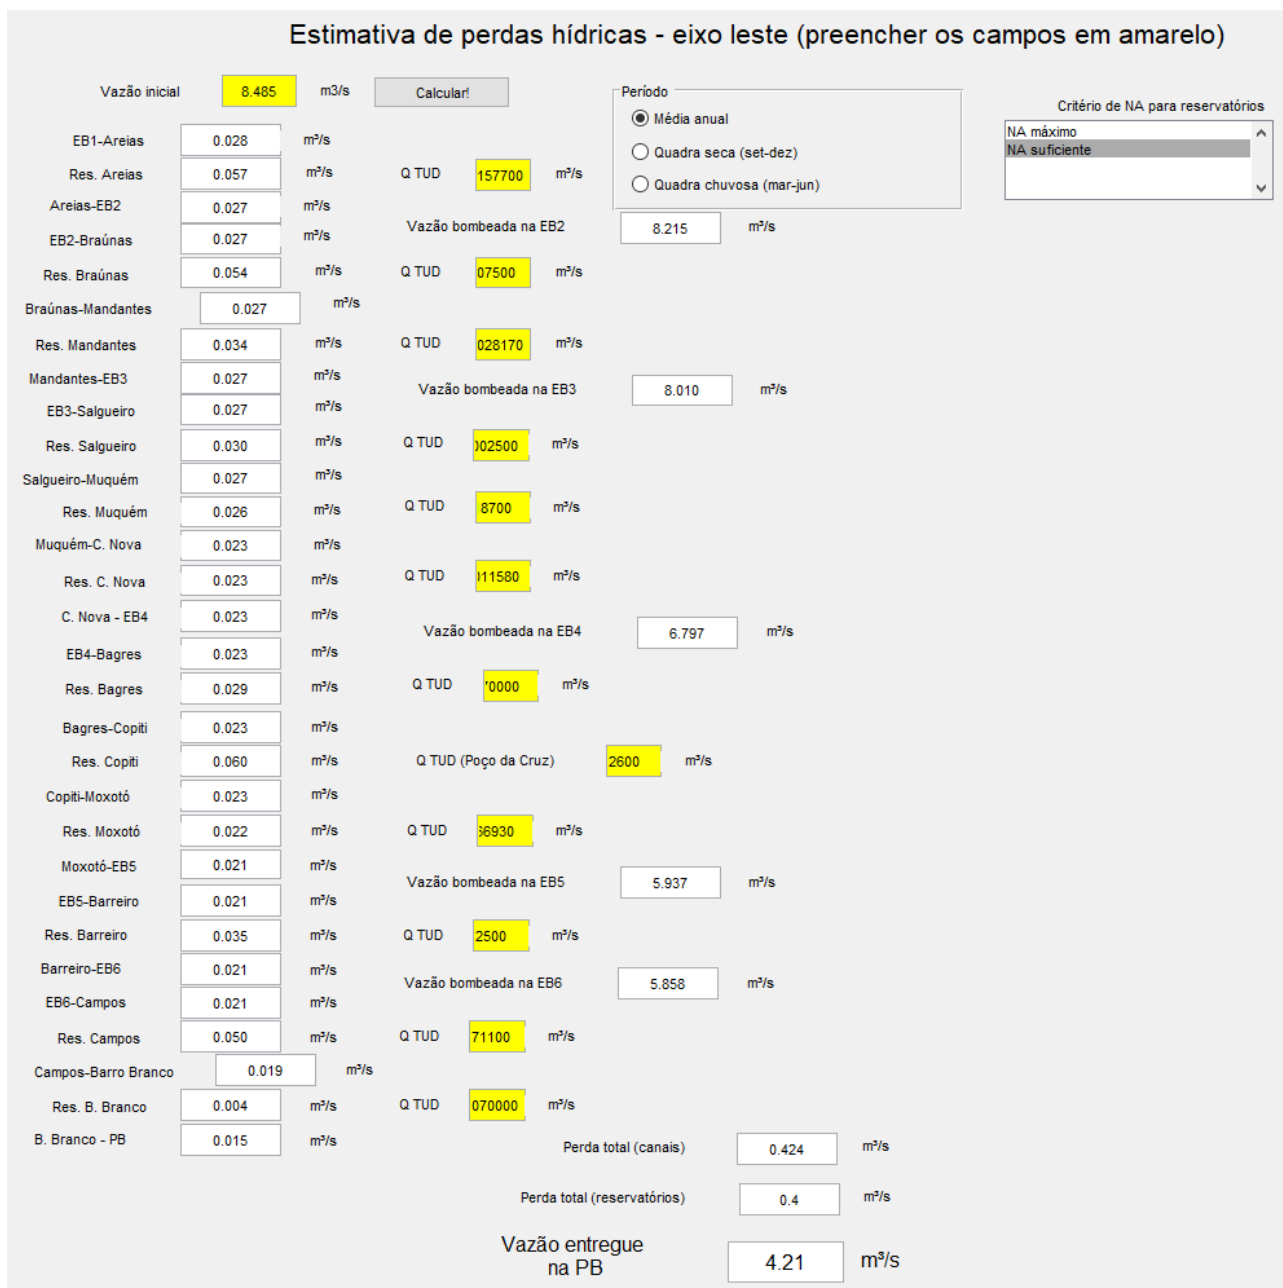 Estimativa de perdas hídricas - eixo leste (preencher os campos em amarelo)
Vazão inicial 8.485 m3/s Calcular!
Período
Média anual
Quadra seca (set-dez)
Quadra chuvosa (mar-jun)
Critério de NA para reservatórios
NA máximo
NA suficiente
EB1-Areias 0.028 m³/s
Res. Areias 0.057 m³/s Q TUD 157700 m³/s
Areias-EB2 0.027 m³/s
Vazão bombeada na EB2 8.215 m³/s
EB2-Braúnas 0.027 m³/s
Res. Braúnas 0.054 m³/s Q TUD 07500 m³/s
Braúnas-Mandantes 0.027 m³/s
Res. Mandantes 0.034 m³/s Q TUD 028170 m³/s
Mandantes-EB3 0.027 m³/s
Vazão bombeada na EB3 8.010 m³/s
EB3-Salgueiro 0.027 m³/s
Res. Salgueiro 0.030 m³/s Q TUD 002500 m³/s
Salgueiro-Muquém 0.027 m³/s
Res. Muquém 0.026 m³/s Q TUD 8700 m³/s
Muquém-C. Nova 0.023 m³/s
Res. C. Nova 0.023 m³/s Q TUD 011580 m³/s
C. Nova - EB4 0.023 m³/s
Vazão bombeada na EB4 6.797 m³/s
EB4-Bagres 0.023 m³/s
Res. Bagres 0.029 m³/s Q TUD 70000 m³/s
Bagres-Copiti 0.023 m³/s
Res. Copiti 0.060 m³/s Q TUD (Poço da Cruz) 2600 m³/s
Copiti-Moxotó 0.023 m³/s
Res. Moxotó 0.022 m³/s Q TUD 66930 m³/s
Moxotó-EB5 0.021 m³/s
Vazão bombeada na EB5 5.937 m³/s
EB5-Barreiro 0.021 m³/s
Res. Barreiro 0.035 m³/s Q TUD 2500 m³/s
Barreiro-EB6 0.021 m³/s
Vazão bombeada na EB6 5.858 m³/s
EB6-Campos 0.021 m³/s
Res. Campos 0.050 m³/s Q TUD 71100 m³/s
Campos-Barro Branco 0.019 m³/s
Res. B. Branco 0.004 m³/s Q TUD 070000 m³/s
B. Branco - PB 0.015 m³/s
Perda total (canais) 0.424 m³/s
Perda total (reservatórios) 0.4 m³/s
Vazão entregue
na PB 4.21 m³/s